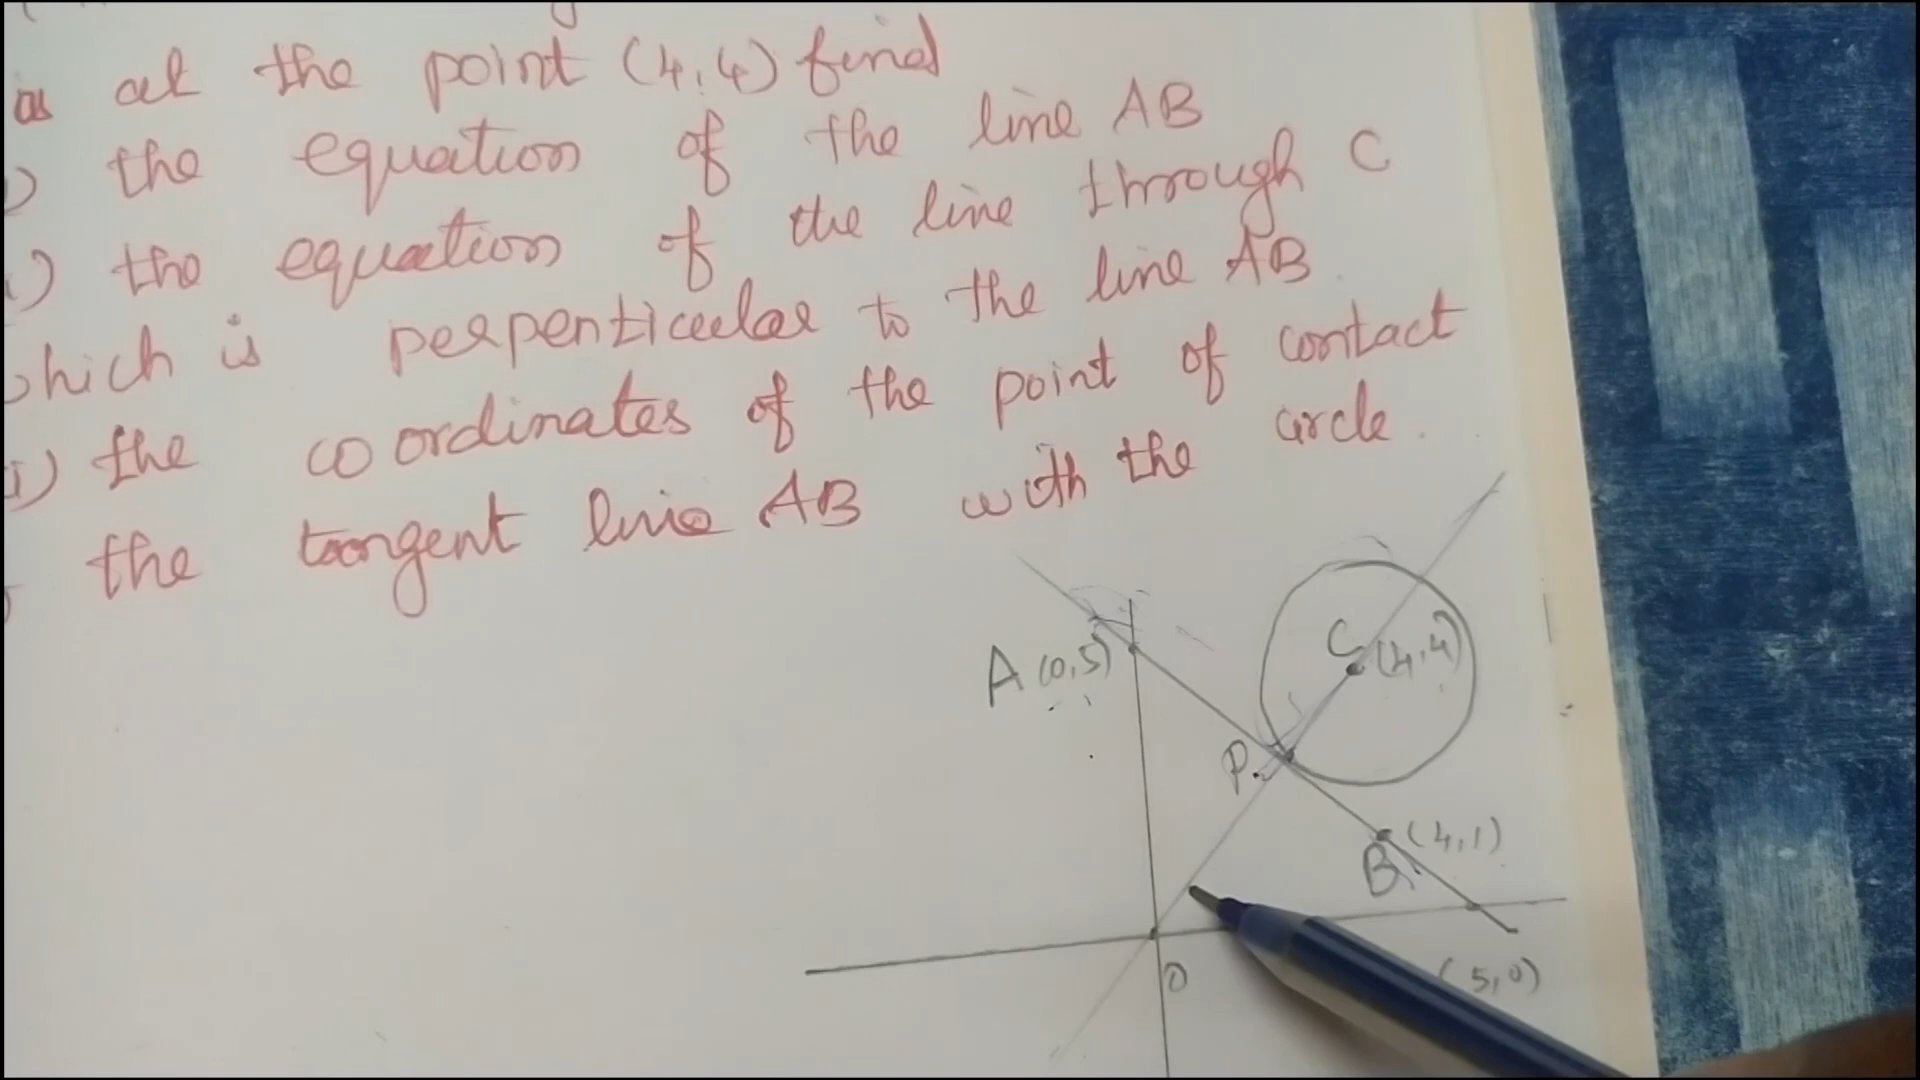 as at the point (4,4) find
) the equation of the line AB
) the equation of the line through C
which is perpenticular to the line AB
) the coordinates of the point of contact
the tangent line AB with the circle.
A (0,5)
C (4,4)
P
(4,1)
B
O
(5,0)